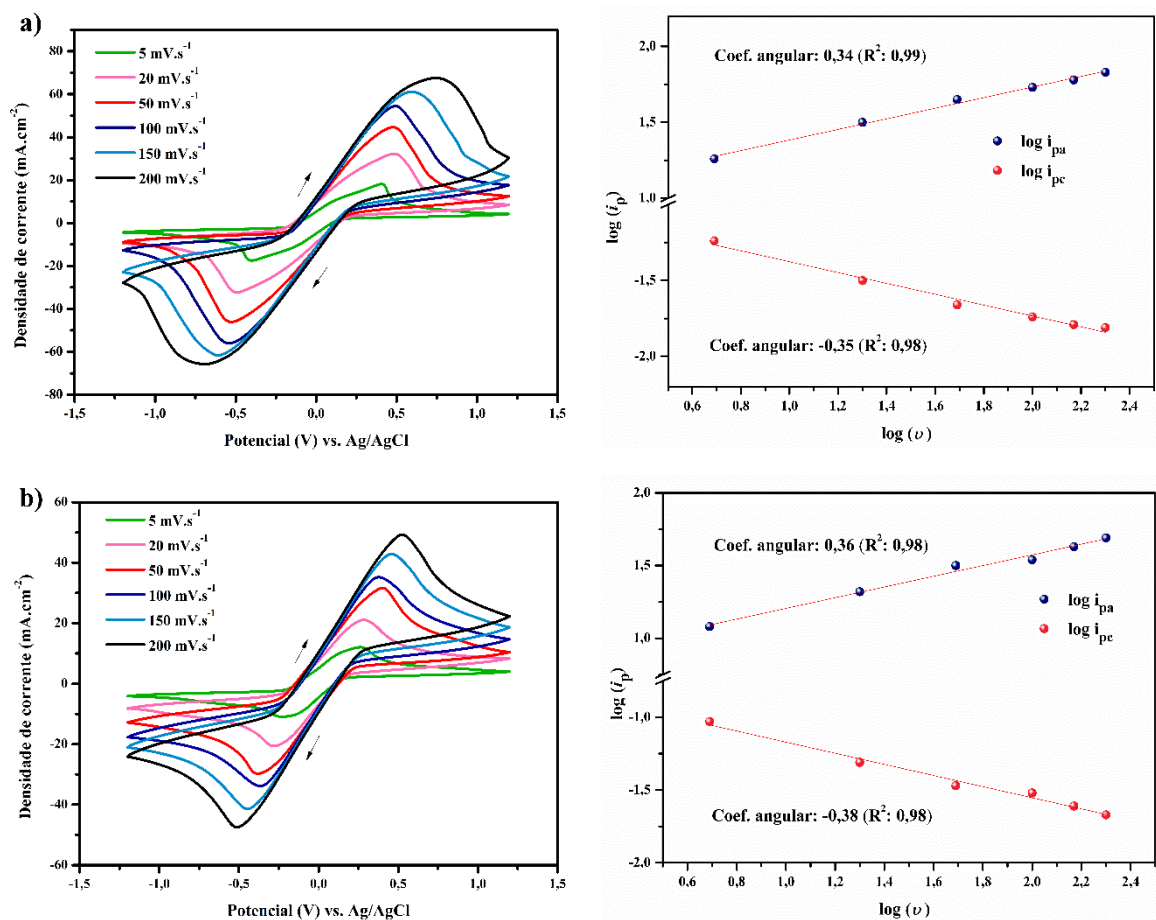 a)
5 mV.s-1
20 mV.s-1
50 mV.s-1
100 mV.s-1
150 mV.s-1
200 mV.s-1
80
60
40
20
0
-20
-40
-60
-80
-1,5
-1,0
-0,5
0,0
0,5
1,0
1,5
Densidade de corrente (mA.cm-2)
Potencial (V) vs. Ag/AgCl
Coef. angular: 0,34 (R2: 0,99)
log ipa
log ipc
Coef. angular: -0,35 (R2: 0,98)
2,0
1,5
1,0
-1,5
-2,0
0,6
0,8
1,0
1,2
1,4
1,6
1,8
2,0
2,2
2,4
log (ip)
log (υ)
b)
5 mV.s-1
20 mV.s-1
50 mV.s-1
100 mV.s-1
150 mV.s-1
200 mV.s-1
60
40
20
0
-20
-40
-60
-1,5
-1,0
-0,5
0,0
0,5
1,0
1,5
Densidade de corrente (mA.cm-2)
Potencial (V) vs. Ag/AgCl
Coef. angular: 0,36 (R2: 0,98)
log ipa
log ipc
Coef. angular: -0,38 (R2: 0,98)
2,0
1,5
1,0
-1,0
-1,5
-2,0
0,6
0,8
1,0
1,2
1,4
1,6
1,8
2,0
2,2
2,4
log (ip)
log (υ)